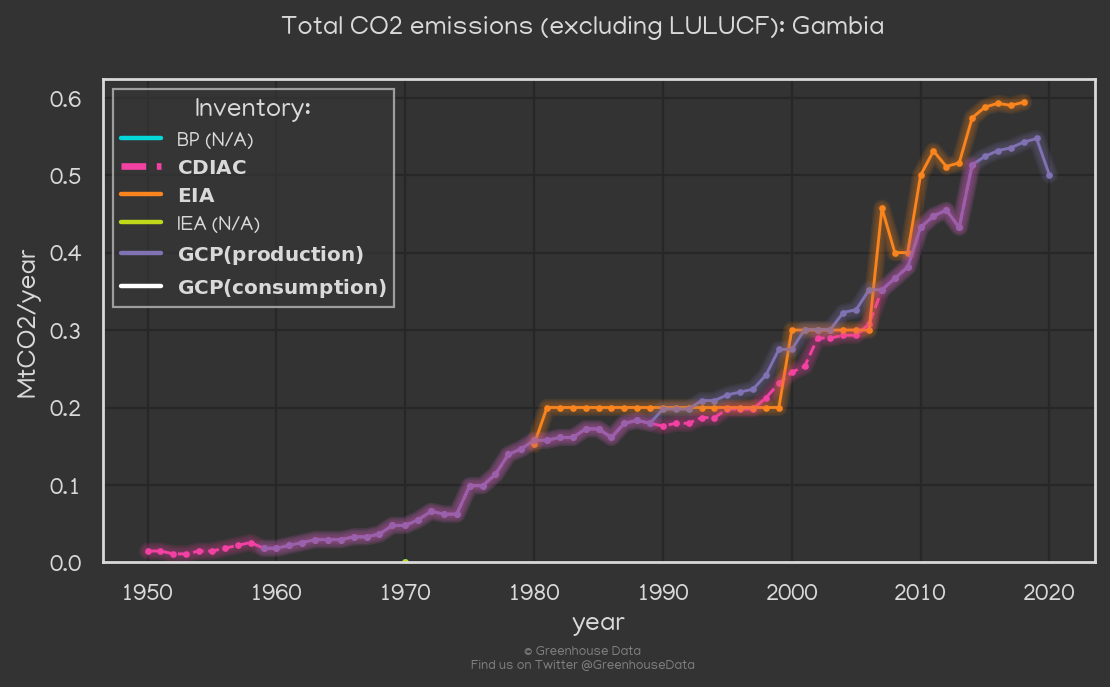 Total CO2 emissions (excluding LULUCF): Gambia
Inventory:
BP (N/A)
CDIAC
EIA
IEA (N/A)
GCP(production)
GCP(consumption)
MtCO2/year
0.6
0.5
0.4
0.3
0.2
0.1
0.0
1950 1960 1970 1980 1990 2000 2010 2020
year
© Greenhouse Data
Find us on Twitter @GreenhouseData